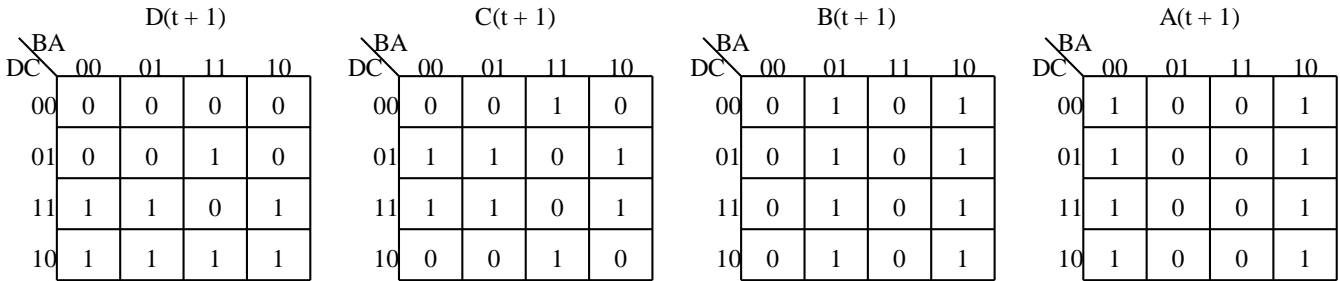 D(t + 1) C(t + 1) B(t + 1) A(t + 1)
BA BA BA BA
DC 00 01 11 10 DC 00 01 11 10 DC 00 01 11 10 DC 00 01 11 10
00 0 0 0 0 00 0 0 1 0 00 0 1 0 1 00 1 0 0 1
01 0 0 1 0 01 1 1 0 1 01 0 1 0 1 01 1 0 0 1
11 1 1 0 1 11 1 1 0 1 11 0 1 0 1 11 1 0 0 1
10 1 1 1 1 10 0 0 1 0 10 0 1 0 1 10 1 0 0 1